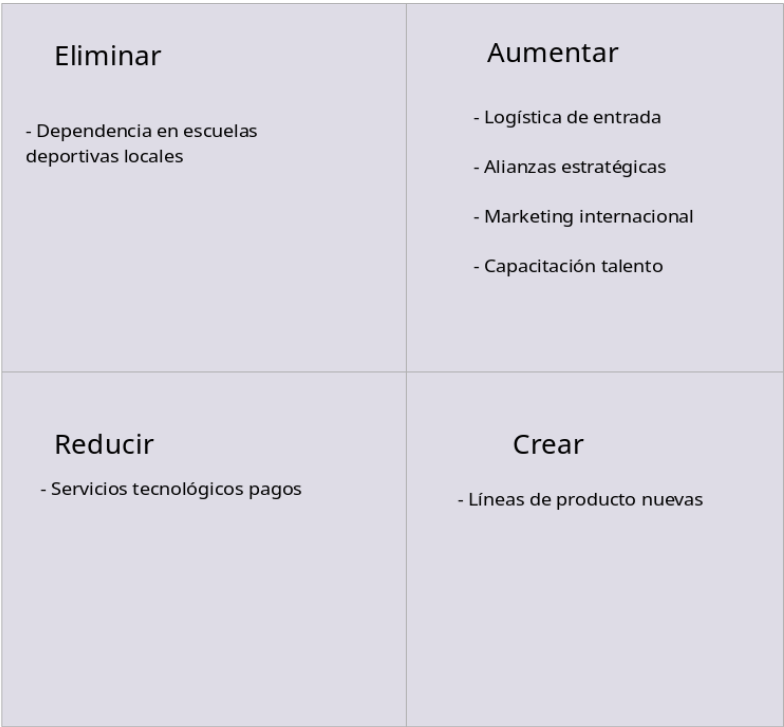 Eliminar
- Dependencia en escuelas
deportivas locales
Aumentar
- Logística de entrada
- Alianzas estratégicas
- Marketing internacional
- Capacitación talento
Reducir
- Servicios tecnológicos pagos
Crear
- Líneas de producto nuevas